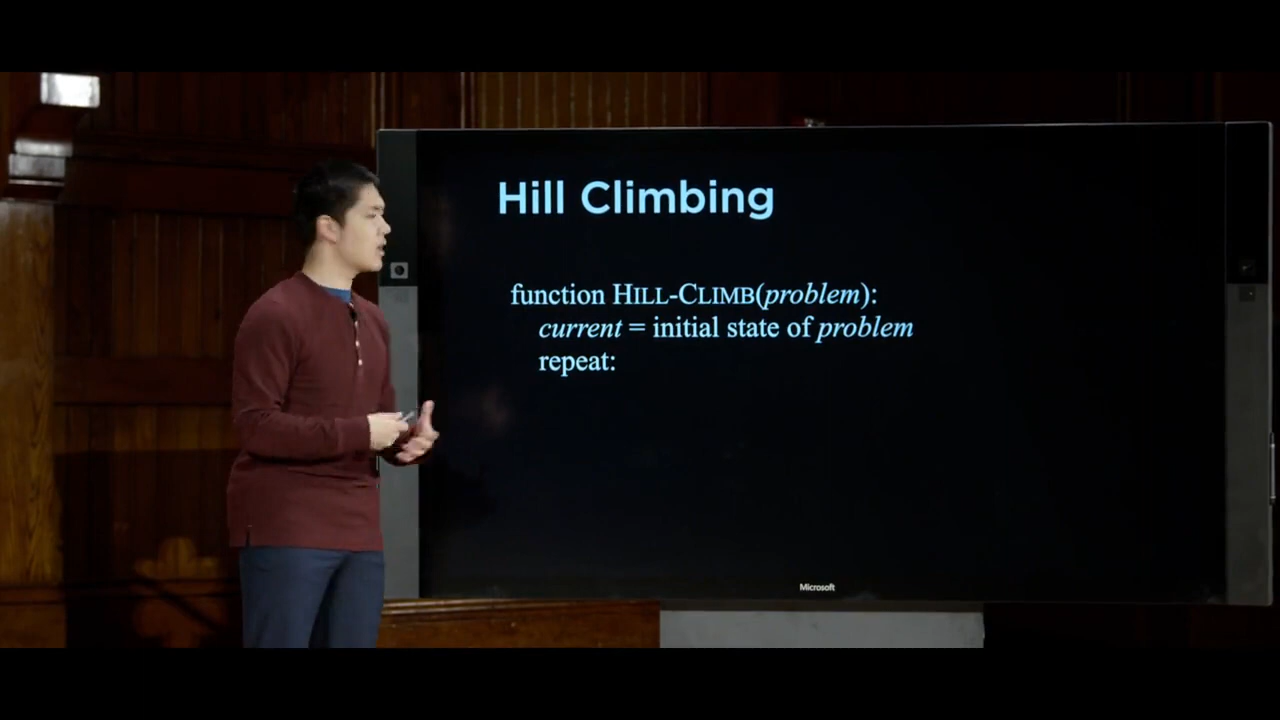 Hill Climbing
function HILL-CLIMB(problem):
current = initial state of problem
repeat:
Microsoft